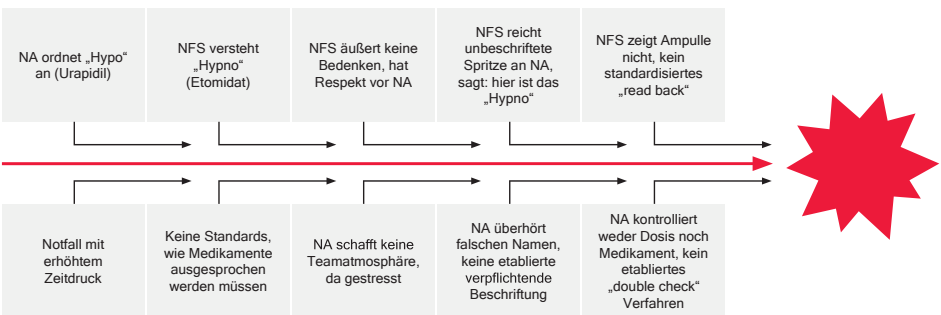 NA ordnet „Hypo“
an (Urapidil)
NFS versteht
„Hypno“
(Etomidat)
NFS äußert keine
Bedenken, hat
Respekt vor NA
NFS reicht
unbeschriftete
Spritze an NA,
sagt: hier ist das
„Hypno“
NFS zeigt Ampulle
nicht, kein
standardisiertes
„read back“
Notfall mit
erhöhtem
Zeitdruck
Keine Standards,
wie Medikamente
ausgesprochen
werden müssen
NA schafft keine
Teamatmosphäre,
da gestresst
NA überhört
falschen Namen,
keine etablierte
verpflichtende
Beschriftung
NA kontrolliert
weder Dosis noch
Medikament, kein
etabliertes
„double check“
Verfahren